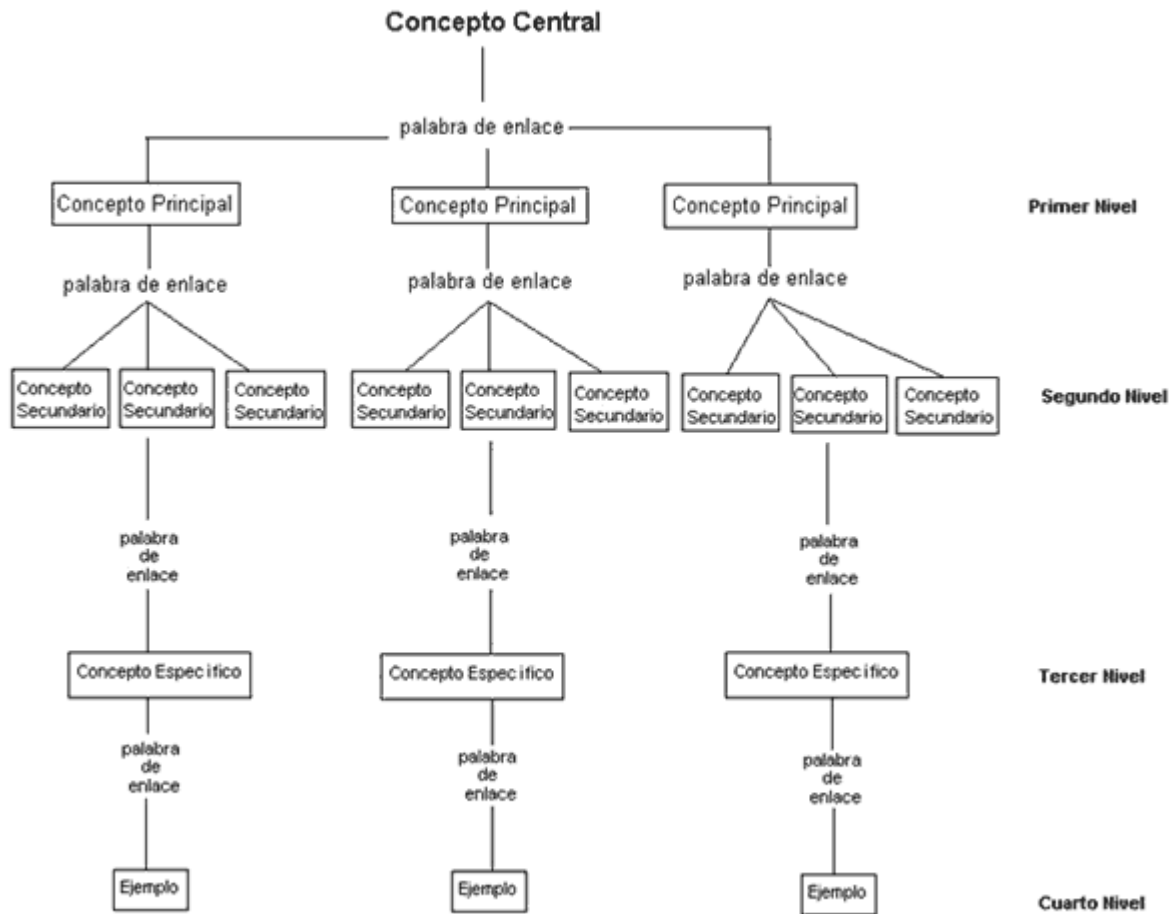 Concepto Central
palabra de enlace
Concepto Principal
Concepto Principal
Concepto Principal
Primer Nivel
palabra de enlace
palabra de enlace
palabra de enlace
Concepto
Secundario
Concepto
Secundario
Concepto
Secundario
Concepto
Secundario
Concepto
Secundario
Concepto
Secundario
Concepto
Secundario
Concepto
Secundario
Concepto
Secundario
Segundo Nivel
palabra
de
enlace
palabra
de
enlace
palabra
de
enlace
Concepto Específico
Concepto Específico
Concepto Específico
Tercer Nivel
palabra
de
enlace
palabra
de
enlace
palabra
de
enlace
Ejemplo
Ejemplo
Ejemplo
Cuarto Nivel